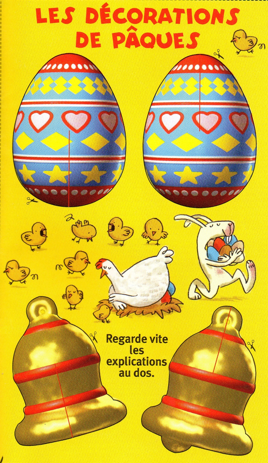 LES DÉCORATIONS
DE PÂQUES
Regarde vite
les
explications
au dos.